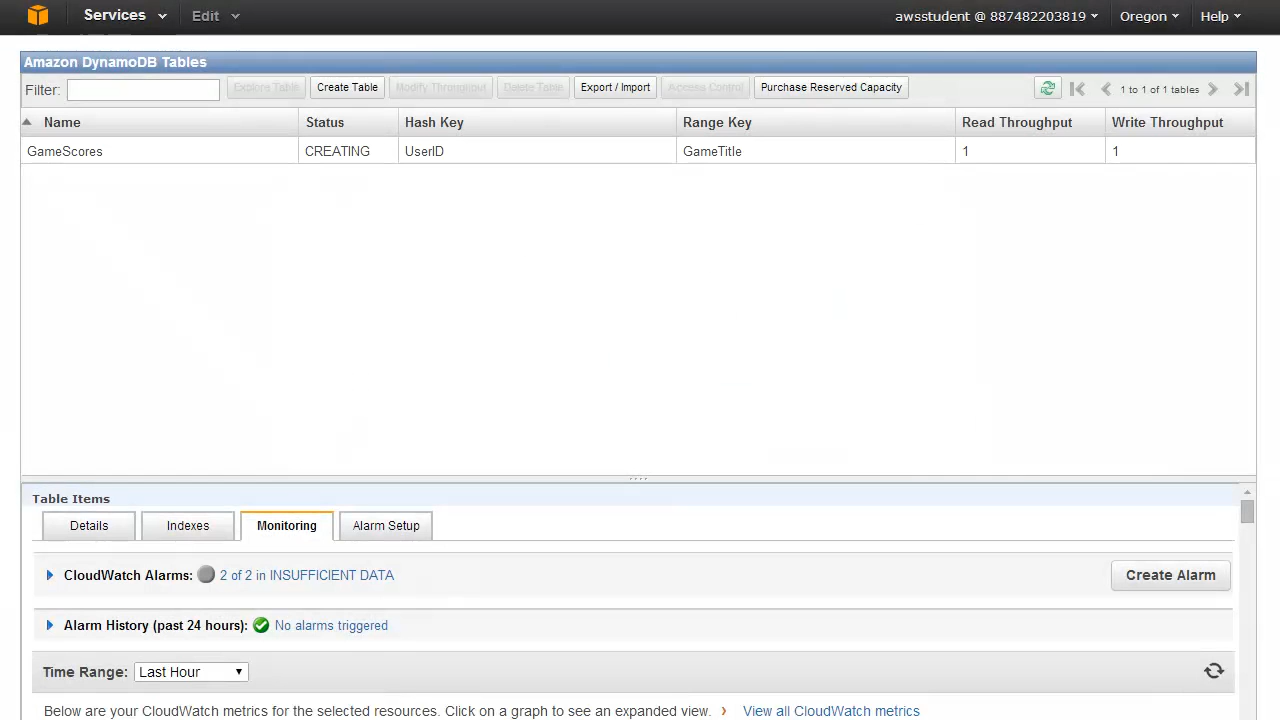 Services Edit awsstudent @ 887482203819 Oregon Help
Amazon DynamoDB Tables
Filter: Explore Table Create Table Modify Throughput Delete Table Export / Import Access Control Purchase Reserved Capacity 1 to 1 of 1 tables
Name Status Hash Key Range Key Read Throughput Write Throughput
GameScores CREATING UserID GameTitle 1 1
Table Items
Details Indexes Monitoring Alarm Setup
CloudWatch Alarms: 2 of 2 in INSUFFICIENT DATA Create Alarm
Alarm History (past 24 hours): No alarms triggered
Time Range: Last Hour
Below are your CloudWatch metrics for the selected resources. Click on a graph to see an expanded view. View all CloudWatch metrics